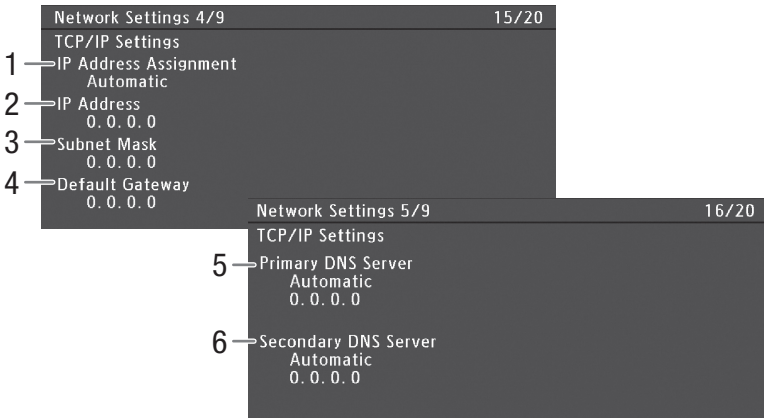 Network Settings 4/9 15/20
TCP/IP Settings
1 IP Address Assignment
Automatic
2 IP Address
0.0.0.0
3 Subnet Mask
0.0.0.0
4 Default Gateway
0.0.0.0
Network Settings 5/9 16/20
TCP/IP Settings
5 Primary DNS Server
Automatic
0.0.0.0
6 Secondary DNS Server
Automatic
0.0.0.0